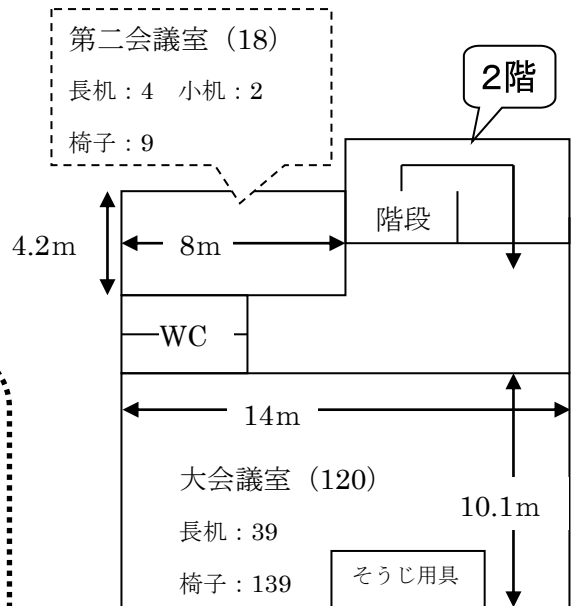 第二会議室（18）
長机：4　小机：2
椅子：9
2階
階段
4.2m
8m
WC
14m
大会議室（120）
10.1m
長机：39
椅子：139
そうじ用具